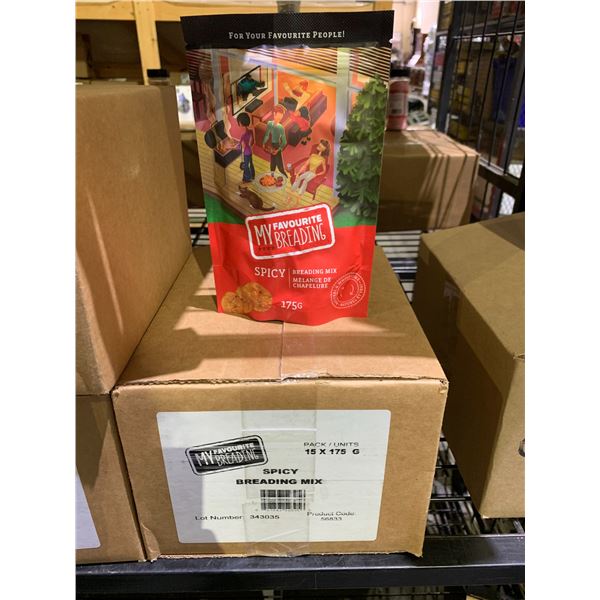 FOR YOUR FAVOURITE PEOPLE!
MY FAVOURITE
BREADING
SPICY
BREADING MIX
MÉLANGE DE
CHAPELURE
175G
MY FAVOURITE
BREADING
PACK / UNITS
15 X 175 G
SPICY
BREADING MIX
Lot Number: 343035
Product Code:
56833